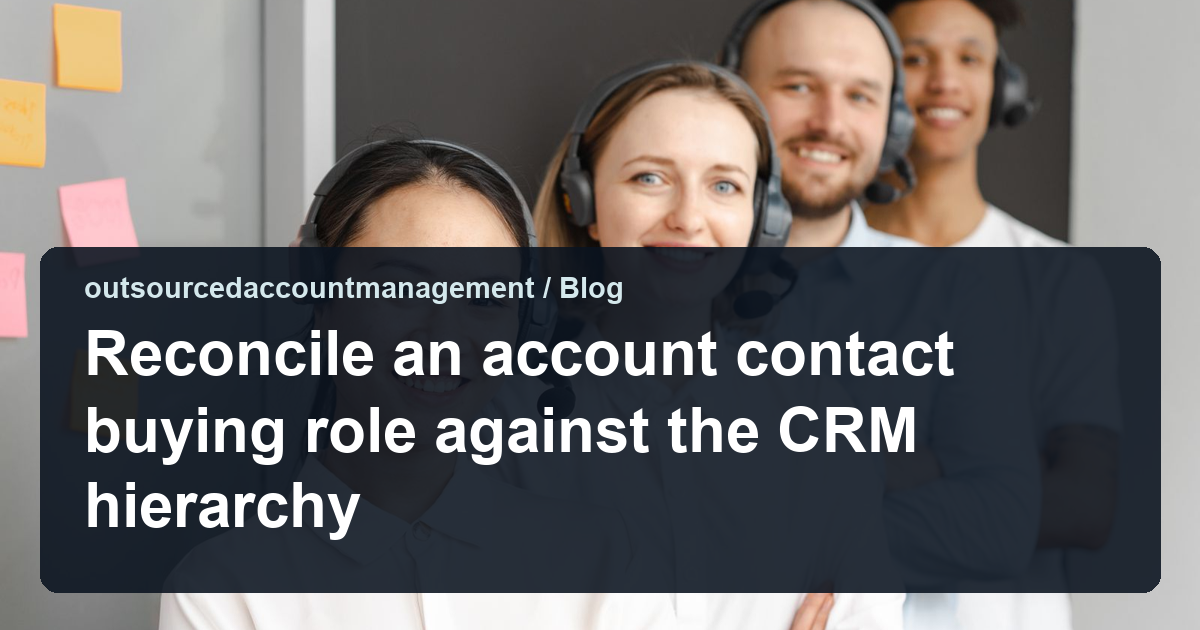 outsourcedaccountmanagement / Blog
Reconcile an account contact
buying role against the CRM
hierarchy